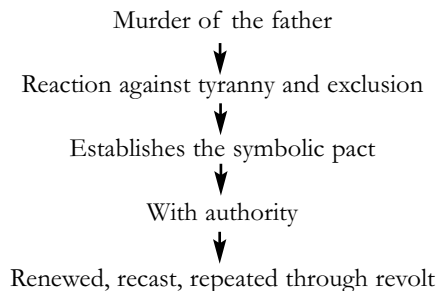 Murder of the father
Reaction against tyranny and exclusion
Establishes the symbolic pact
With authority
Renewed, recast, repeated through revolt